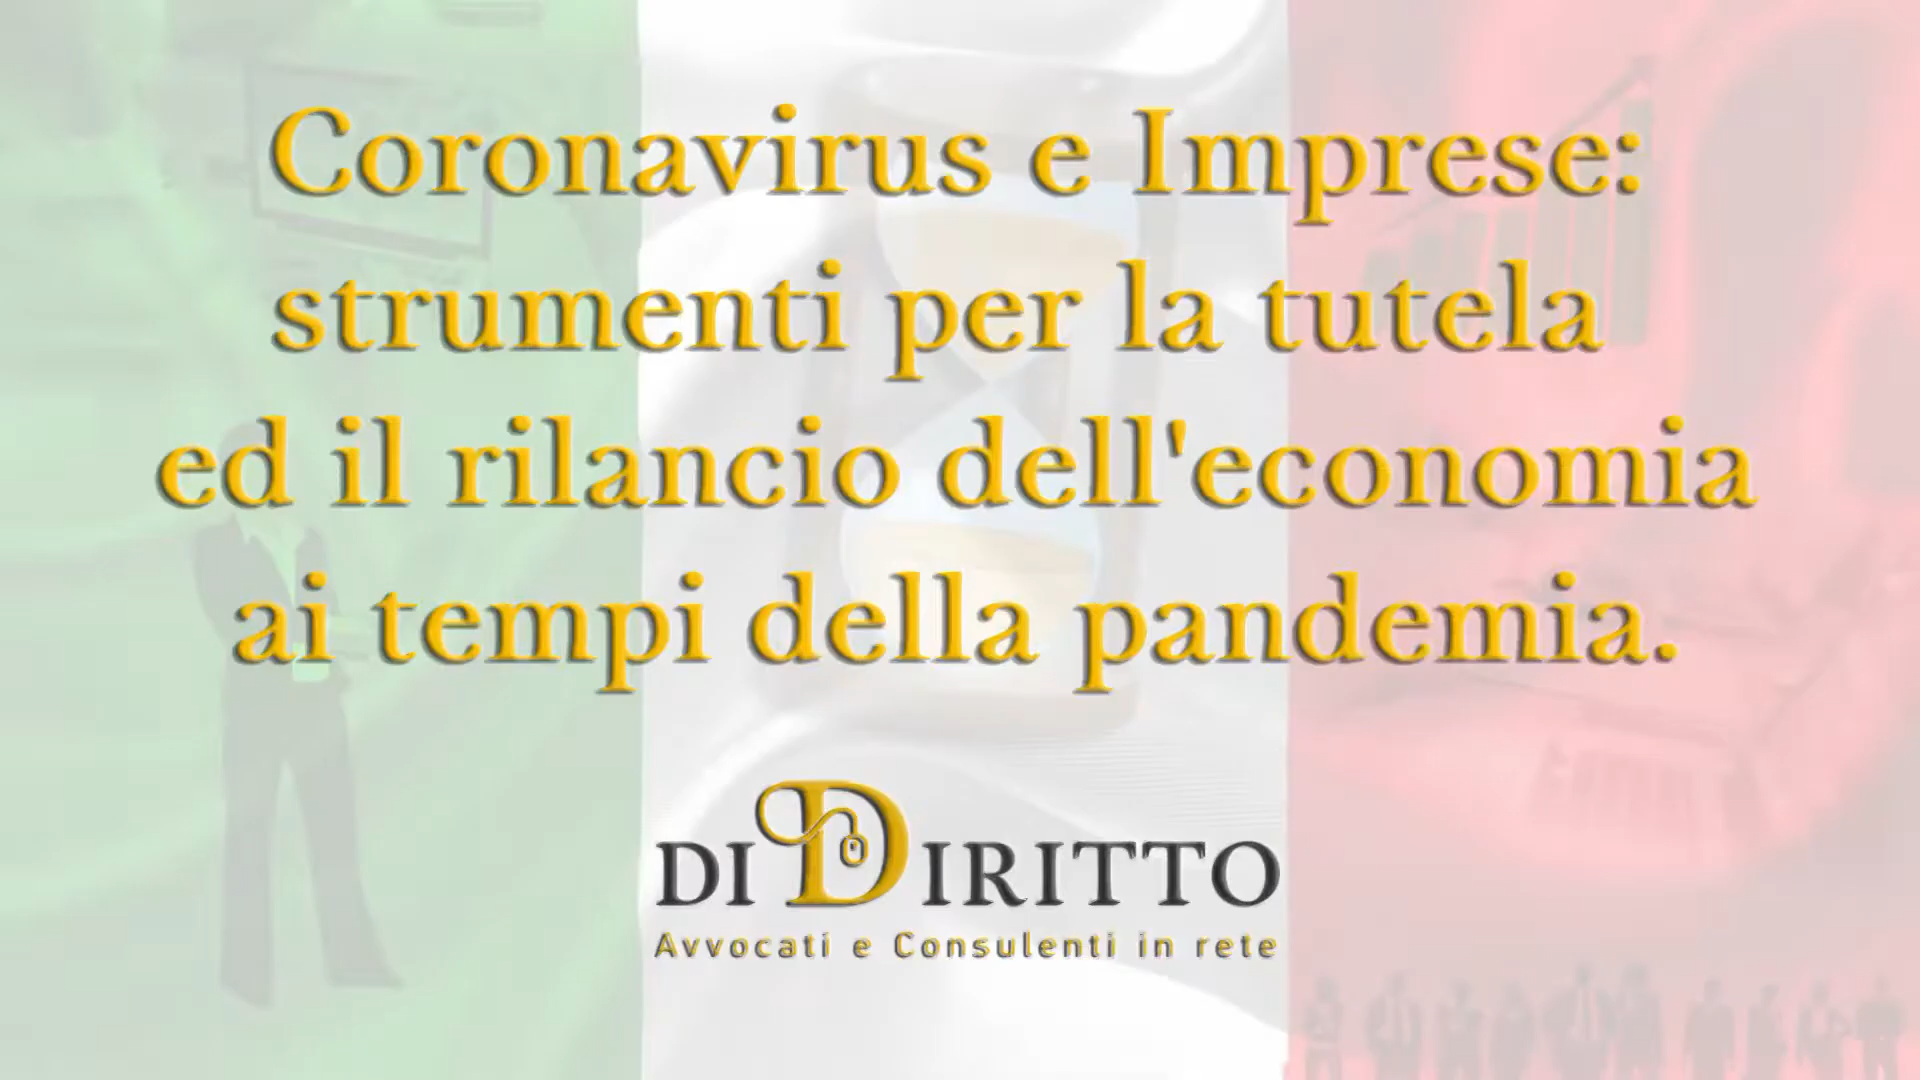 Coronavirus e Imprese:
strumenti per la tutela
ed il rilancio dell'economia
ai tempi della pandemia.
DI DIRITTO
Avvocati e Consulenti in rete